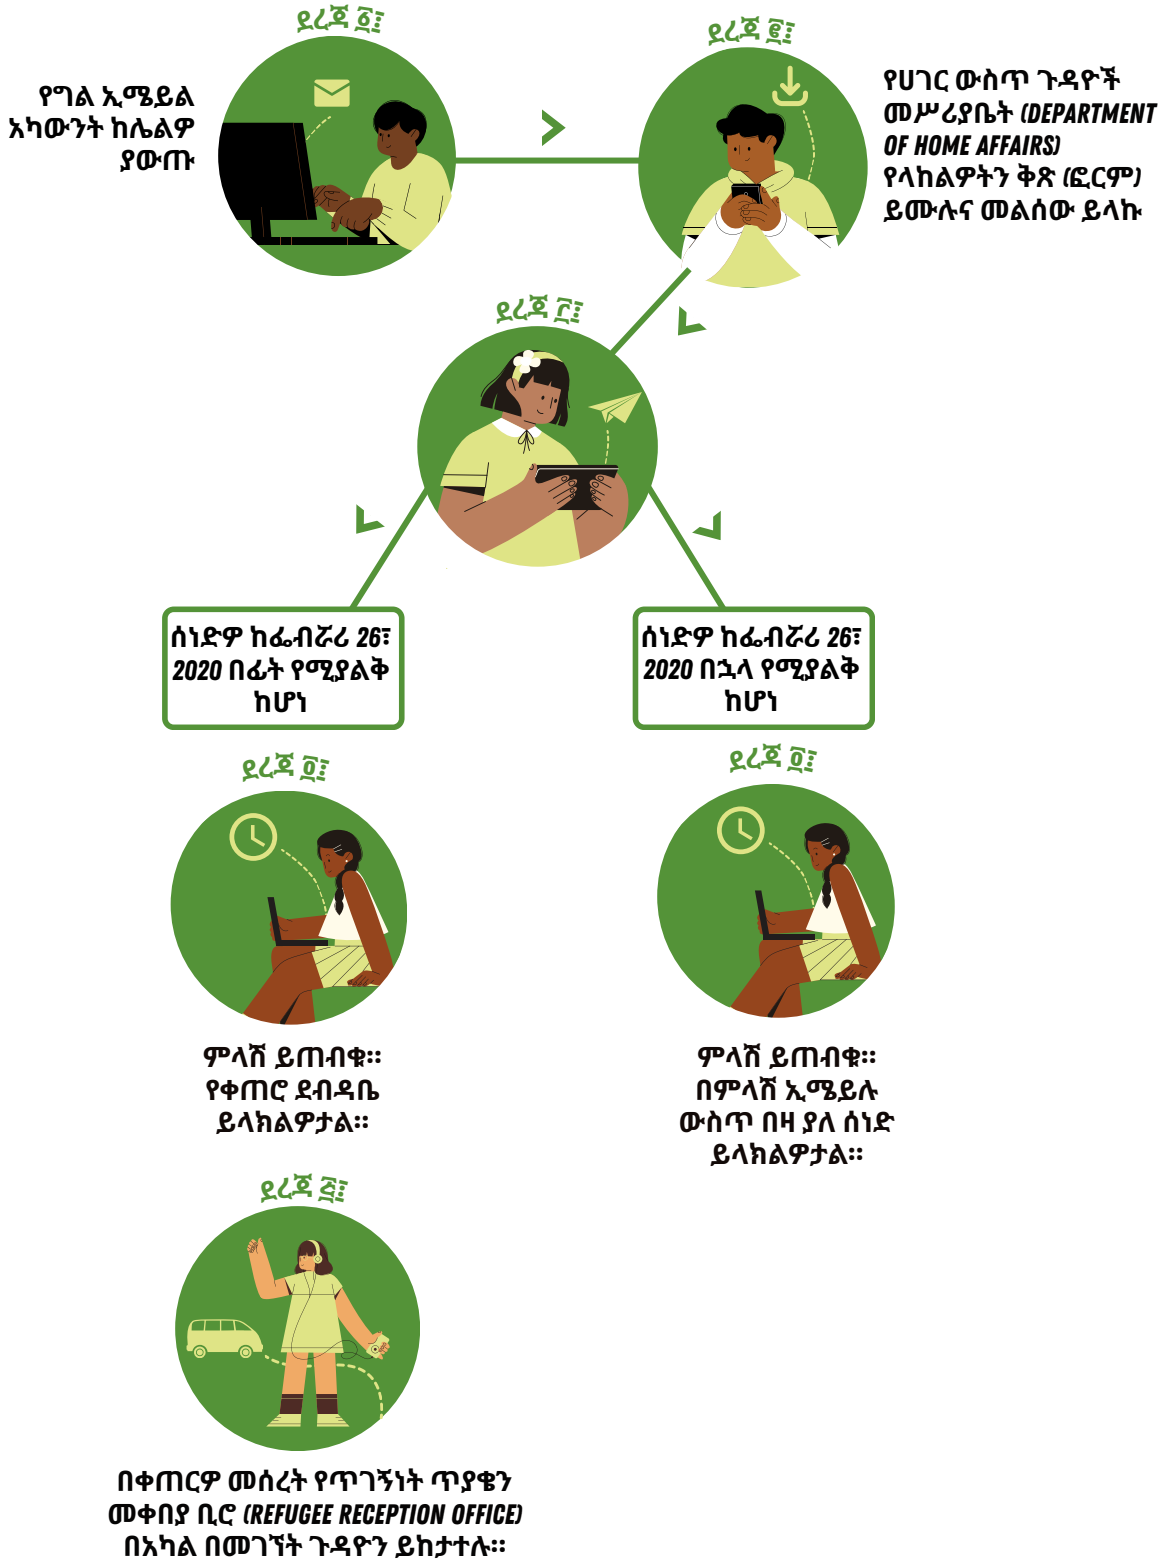 ደረጃ ፩፤
የግል ኢሜይል
አካውንት ከሌልዎ
ያውጡ
ደረጃ ፪፤
የሀገር ውስጥ ጉዳዮች
መሥሪያቤት (DEPARTMENT
OF HOME AFFAIRS)
የላከልዎትን ቅጽ (ፎርም)
ይሙሉና መልሰው ይላኩ
ደረጃ ፫፤
ሰነድዎ ከፌብሯሪ 26፣
2020 በፊት የሚያልቅ
ከሆነ
ሰነድዎ ከፌብሯሪ 26፣
2020 በኋላ የሚያልቅ
ከሆነ
ደረጃ ፬፤
ምላሽ ይጠብቁ።
የቀጠሮ ደብዳቤ
ይላክልዎታል።
ደረጃ ፬፤
ምላሽ ይጠብቁ።
በምላሽ ኢሜይሉ
ውስጥ በዛ ያለ ሰነድ
ይላክልዎታል።
ደረጃ ፭፤
በቀጠርዎ መሰረት የጥገኝነት ጥያቄን
መቀበያ ቢሮ (REFUGEE RECEPTION OFFICE)
በአካል በመገኘት ጉዳዮን ይከታተሉ።